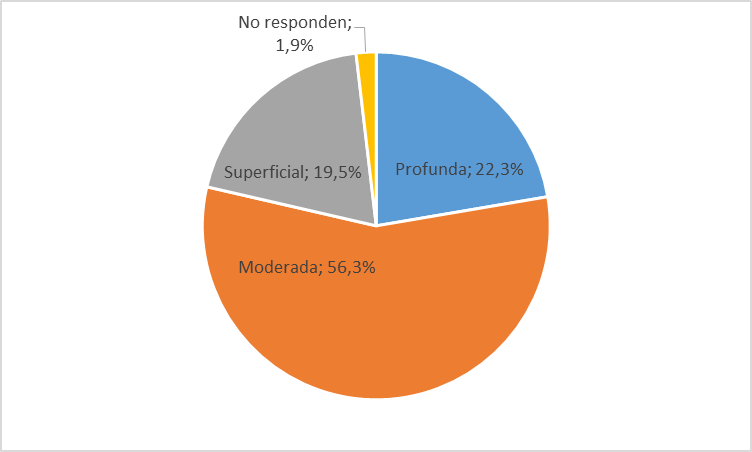 No responden;
1,9%
Superficial; 19,5%
Profunda; 22,3%
Moderada; 56,3%